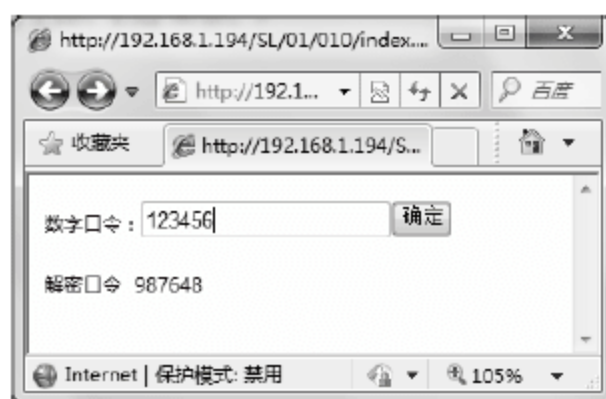 http://192.168.1.194/SL/01/010/index....
http://192.1...
百度
收藏夹
http://192.168.1.194/S...
数字口令：123456 确定
解密口令 987648
Internet | 保护模式: 禁用
105%